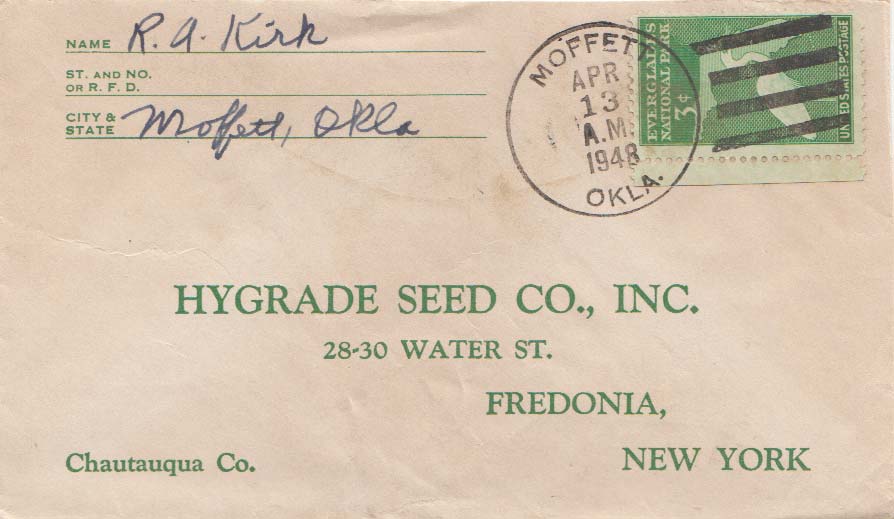 NAME R. A. Kirk
ST. AND NO.
OR R. F. D.
CITY &
STATE Moffett, Okla
MOFFETT
APR
13
A.M.
1948
OKLA.
EVERGLADES
NATIONAL PARK
3¢
UNITED STATES POSTAGE
HYGRADE SEED CO., INC.
28-30 WATER ST.
FREDONIA,
Chautauqua Co. NEW YORK